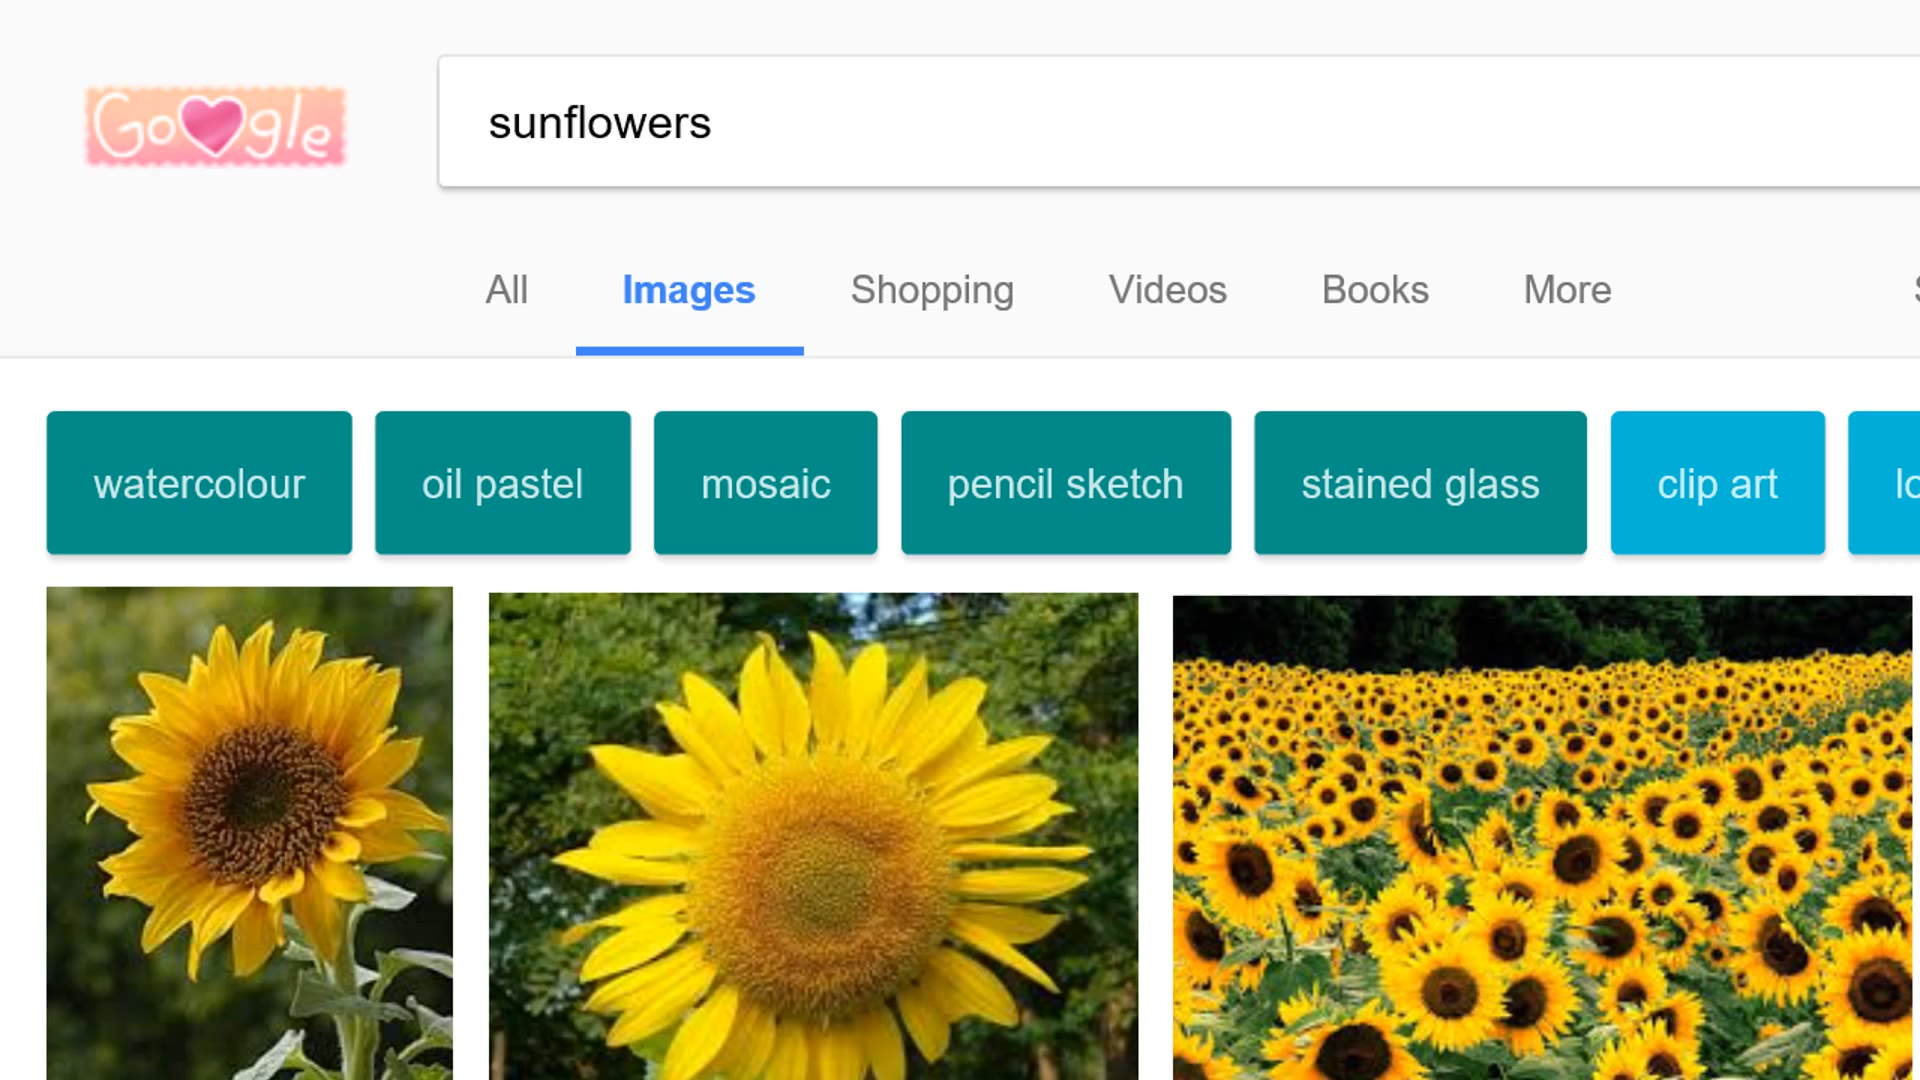 Google
sunflowers
All Images Shopping Videos Books More
watercolour oil pastel mosaic pencil sketch stained glass clip art